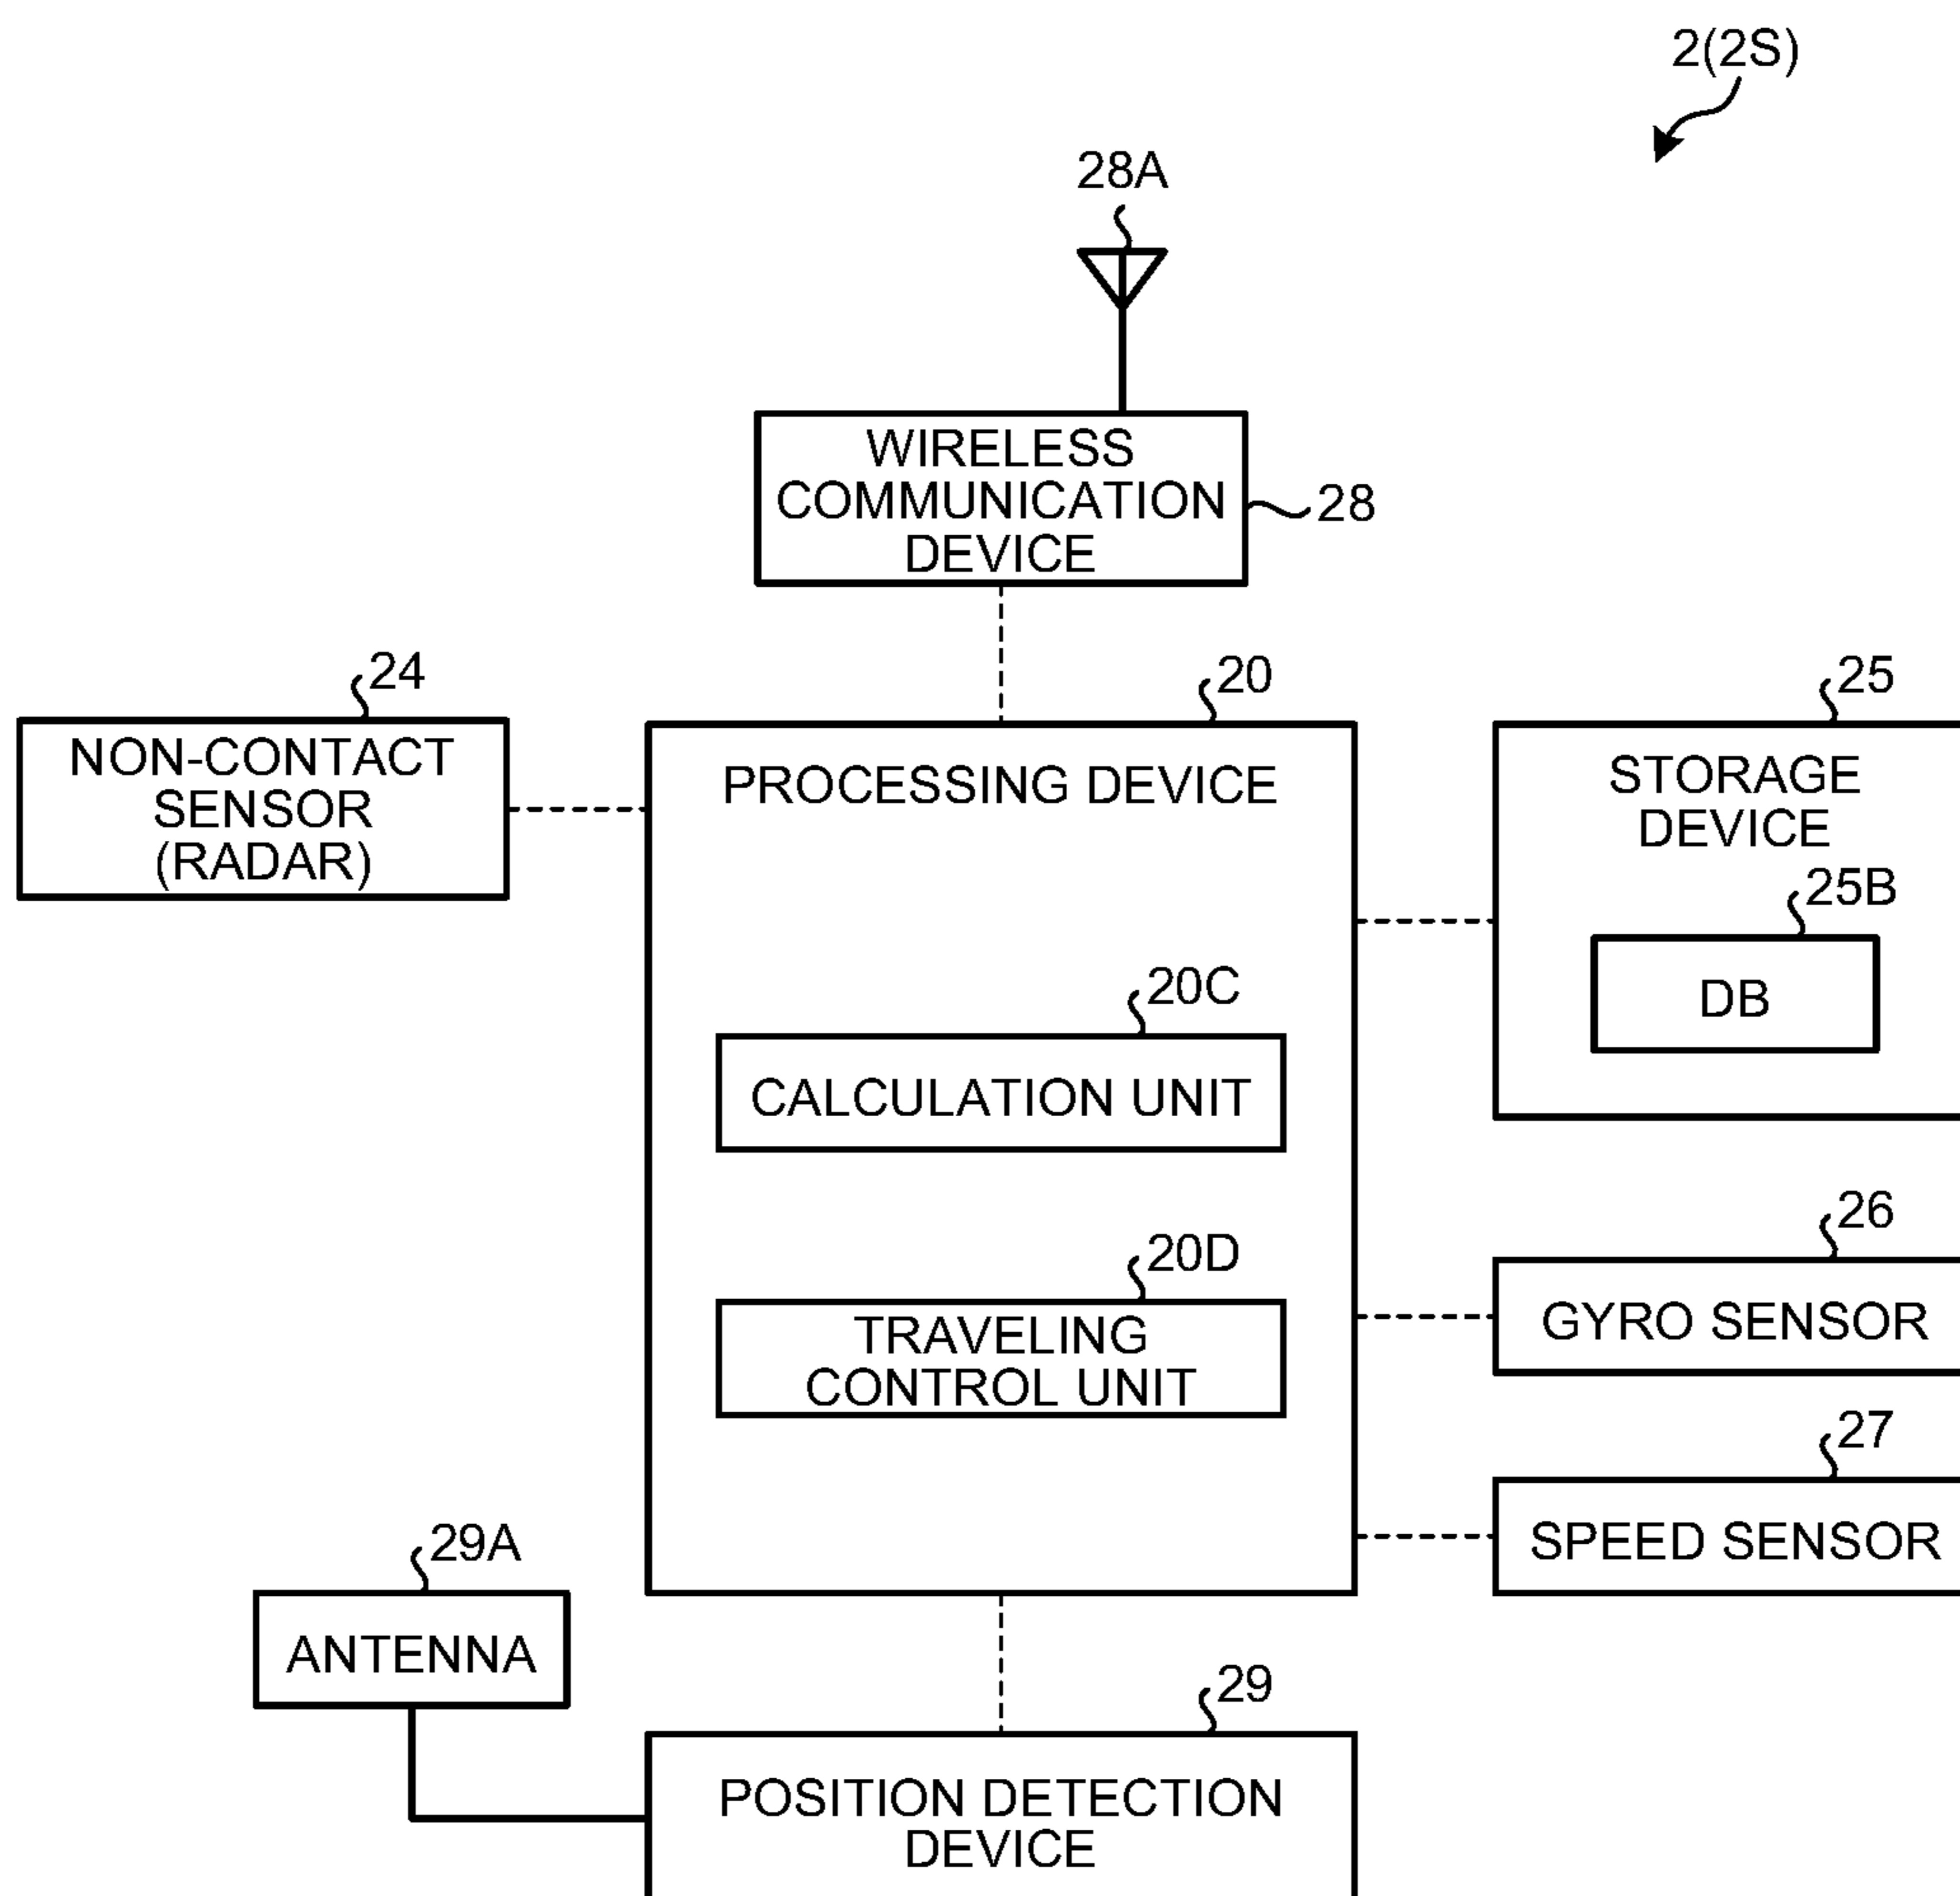 2(2S)
28A
WIRELESS
COMMUNICATION
DEVICE
28
24
NON-CONTACT
SENSOR
(RADAR)
20
PROCESSING DEVICE
25
STORAGE
DEVICE
25B
DB
20C
CALCULATION UNIT
20D
TRAVELING
CONTROL UNIT
26
GYRO SENSOR
27
SPEED SENSOR
29A
ANTENNA
29
POSITION DETECTION
DEVICE